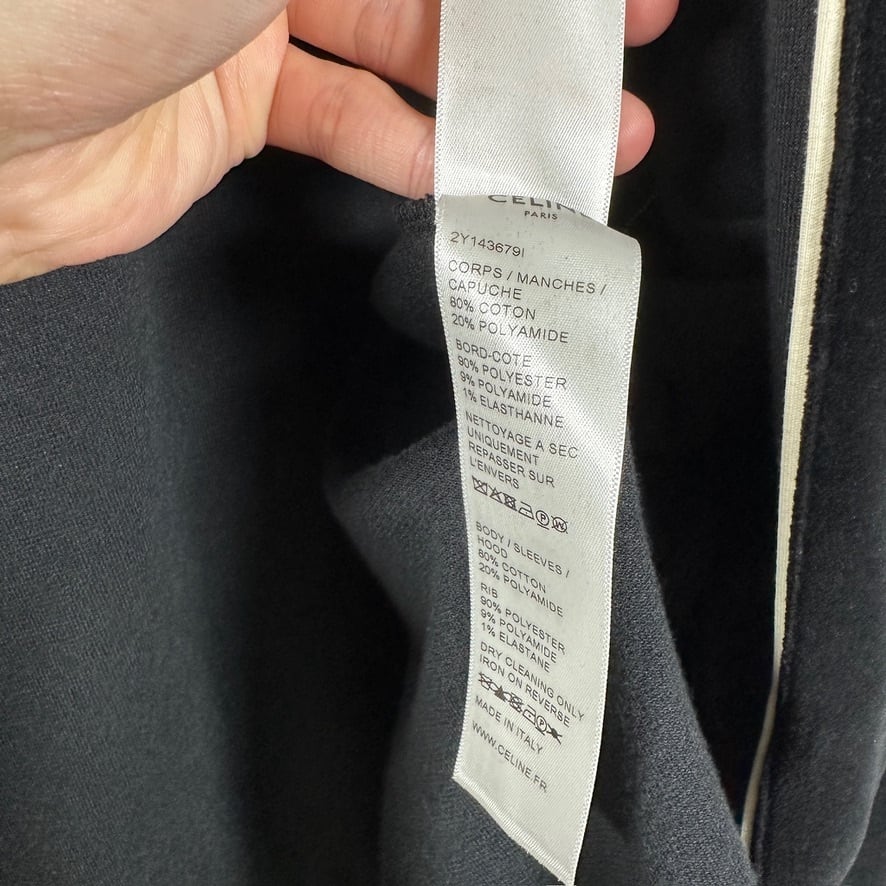 CELINE
PARIS
2Y143679I
CORPS / MANCHES /
CAPUCHE
80% COTON
20% POLYAMIDE
BORD-COTE
90% POLYESTER
9% POLYAMIDE
1% ELASTHANNE
NETTOYAGE A SEC
UNIQUEMENT
REPASSER SUR
L'ENVERS
P W
BODY / SLEEVES /
HOOD
80% COTTON
20% POLYAMIDE
RIB
90% POLYESTER
9% POLYAMIDE
1% ELASTANE
DRY CLEANING ONLY
IRON ON REVERSE
P
MADE IN ITALY
WWW.CELINE.FR